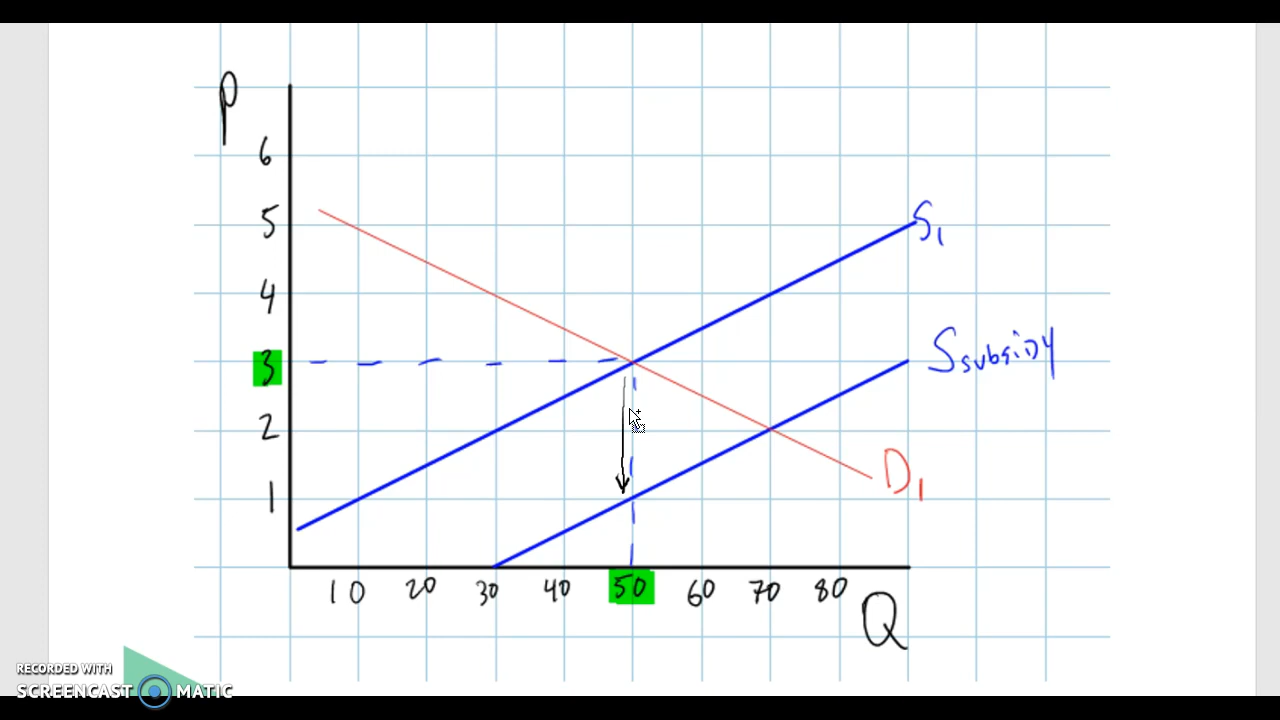 P
6
5
4
3
2
1
S1
Ssubsidy
D1
10 20 30 40 50 60 70 80
Q
RECORDED WITH
SCREENCAST MATIC